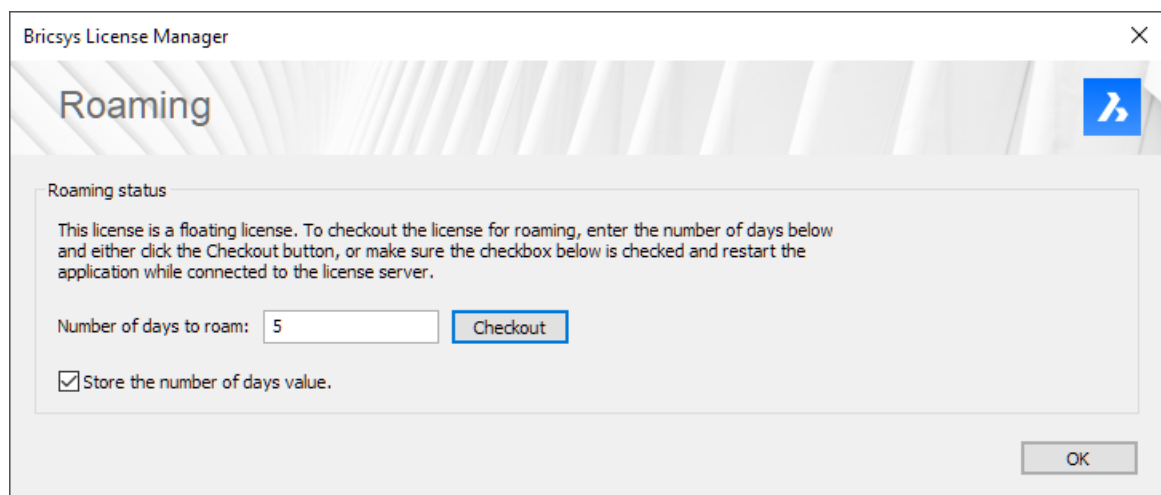 Bricsys License Manager
Roaming
Roaming status
This license is a floating license. To checkout the license for roaming, enter the number of days below
and either click the Checkout button, or make sure the checkbox below is checked and restart the
application while connected to the license server.
Number of days to roam: 5 Checkout
Store the number of days value.
OK